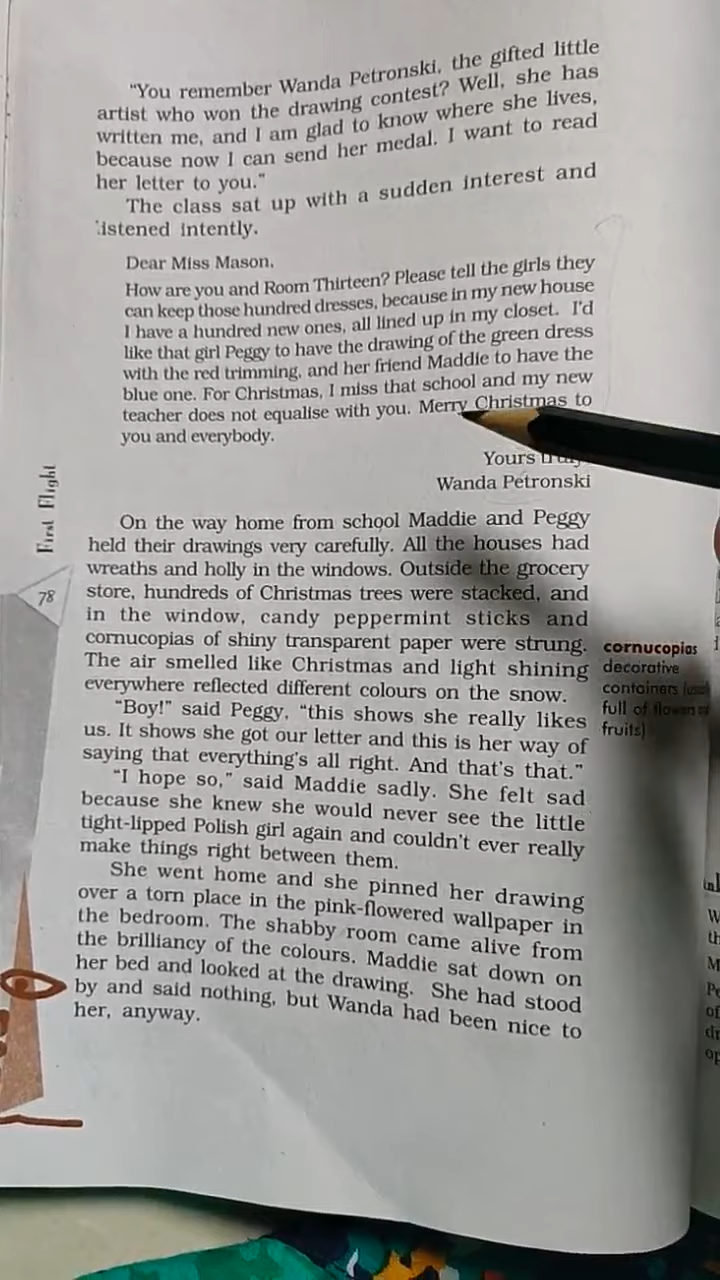 "You remember Wanda Petronski, the gifted little
artist who won the drawing contest? Well, she has
written me, and I am glad to know where she lives,
because now I can send her medal. I want to read
her letter to you."
The class sat up with a sudden interest and
listened intently.
Dear Miss Mason,
How are you and Room Thirteen? Please tell the girls they
can keep those hundred dresses, because in my new house
I have a hundred new ones, all lined up in my closet. I'd
like that girl Peggy to have the drawing of the green dress
with the red trimming, and her friend Maddie to have the
blue one. For Christmas, I miss that school and my new
teacher does not equalise with you. Merry Christmas to
you and everybody.
Yours truly,
Wanda Petronski
First Flight
78
On the way home from school Maddie and Peggy
held their drawings very carefully. All the houses had
wreaths and holly in the windows. Outside the grocery
store, hundreds of Christmas trees were stacked, and
in the window, candy peppermint sticks and
cornucopias of shiny transparent paper were strung.
The air smelled like Christmas and light shining
everywhere reflected different colours on the snow.
cornucopias
decorative
containers
full of flowers
fruits)
"Boy!" said Peggy, "this shows she really likes
us. It shows she got our letter and this is her way of
saying that everything's all right. And that's that."
"I hope so," said Maddie sadly. She felt sad
because she knew she would never see the little
tight-lipped Polish girl again and couldn't ever really
make things right between them.
She went home and she pinned her drawing
over a torn place in the pink-flowered wallpaper in
the bedroom. The shabby room came alive from
the brilliancy of the colours. Maddie sat down on
her bed and looked at the drawing. She had stood
by and said nothing, but Wanda had been nice to
her, anyway.